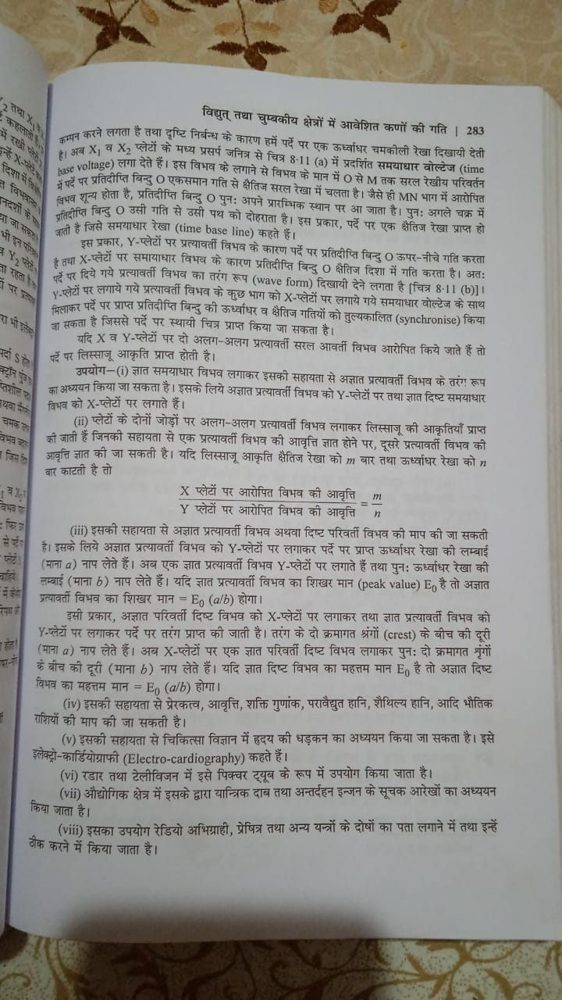 विद्युत् तथा चुम्बकीय क्षेत्रों में आवेशित कणों की गति | 283
कम्पन करने लगता है तथा दृष्टि निर्बन्ध के कारण हमें पर्दे पर एक ऊर्ध्वाधर चमकीली रेखा दिखायी देती
है। अब X1 व X2 प्लेटों के मध्य प्रसर्प जनित्र से चित्र 8·11 (a) में प्रदर्शित समयाधार वोल्टेज (time
base voltage) लगा देते हैं। इस विभव के लगाने से विभव के मान में O से M तक सरल रेखीय परिवर्तन
में पर्दे पर प्रतिदीप्ति बिन्दु O एकसमान गति से क्षैतिज सरल रेखा में चलता है। जैसे ही MN भाग में आरोपित
विभव शून्य होता है, प्रतिदीप्ति बिन्दु O पुन: अपने प्रारम्भिक स्थान पर आ जाता है। पुन: अगले चक्र में
प्रतिदीप्ति बिन्दु O उसी गति से उसी पथ को दोहराता है। इस प्रकार, पर्दे पर एक क्षैतिज रेखा प्राप्त हो
जाती है जिसे समयाधार रेखा (time base line) कहते हैं।
इस प्रकार, Y-प्लेटों पर प्रत्यावर्ती विभव के कारण पर्दे पर प्रतिदीप्ति बिन्दु O ऊपर-नीचे गति करता
है तथा X-प्लेटों पर समायाधार विभव के कारण प्रतिदीप्ति बिन्दु O क्षैतिज दिशा में गति करता है। अत:
पर्दे पर दिये गये प्रत्यावर्ती विभव का तरंग रूप (wave form) दिखायी देने लगता है [चित्र 8·11 (b)]।
Y-प्लेटों पर लगाये गये प्रत्यावर्ती विभव के कुछ भाग को X-प्लेटों पर लगाये गये समयाधार वोल्टेज के साथ
मिलाकर पर्दे पर प्राप्त प्रतिदीप्ति बिन्दु की ऊर्ध्वाधर व क्षैतिज गतियों को तुल्यकालित (synchronise) किया
जा सकता है जिससे पर्दे पर स्थायी चित्र प्राप्त किया जा सकता है।
यदि X व Y-प्लेटों पर दो अलग-अलग प्रत्यावर्ती सरल आवर्ती विभव आरोपित किये जाते हैं तो
पर्दे पर लिस्साजू आकृति प्राप्त होती है।
उपयोग—(i) ज्ञात समयाधार विभव लगाकर इसकी सहायता से अज्ञात प्रत्यावर्ती विभव के तरंग रूप
का अध्ययन किया जा सकता है। इसके लिये अज्ञात प्रत्यावर्ती विभव को Y-प्लेटों पर तथा ज्ञात दिष्ट समयाधार
विभव को X-प्लेटों पर लगाते हैं।
(ii) प्लेटों के दोनों जोड़ों पर अलग-अलग प्रत्यावर्ती विभव लगाकर लिस्साजू की आकृतियाँ प्राप्त
की जाती हैं जिनकी सहायता से एक प्रत्यावर्ती विभव की आवृत्ति ज्ञात होने पर, दूसरे प्रत्यावर्ती विभव की
आवृत्ति ज्ञात की जा सकती है। यदि लिस्साजू आकृति क्षैतिज रेखा को m बार तथा ऊर्ध्वाधर रेखा को n
बार काटती है तो
X प्लेटों पर आरोपित विभव की आवृत्ति / Y प्लेटों पर आरोपित विभव की आवृत्ति = m/n
(iii) इसकी सहायता से अज्ञात प्रत्यावर्ती विभव अथवा दिष्ट परिवर्ती विभव की माप की जा सकती
है। इसके लिये अज्ञात प्रत्यावर्ती विभव को Y-प्लेटों पर लगाकर पर्दे पर प्राप्त ऊर्ध्वाधर रेखा की लम्बाई
(माना a) नाप लेते हैं। अब एक ज्ञात प्रत्यावर्ती विभव Y-प्लेटों पर लगाते हैं तथा पुन: ऊर्ध्वाधर रेखा की
लम्बाई (माना b) नाप लेते हैं। यदि ज्ञात प्रत्यावर्ती विभव का शिखर मान (peak value) E0 है तो अज्ञात
प्रत्यावर्ती विभव का शिखर मान = E0 (a/b) होगा।
इसी प्रकार, अज्ञात परिवर्ती दिष्ट विभव को X-प्लेटों पर लगाकर तथा ज्ञात प्रत्यावर्ती विभव को
Y-प्लेटों पर लगाकर पर्दे पर तरंग प्राप्त की जाती है। तरंग के दो क्रमागत श्रंगों (crest) के बीच की दूरी
(माना a) नाप लेते हैं। अब X-प्लेटों पर एक ज्ञात परिवर्ती दिष्ट विभव लगाकर पुन: दो क्रमागत शृंगों
के बीच की दूरी (माना b) नाप लेते हैं। यदि ज्ञात दिष्ट विभव का महत्तम मान E0 है तो अज्ञात दिष्ट
विभव का महत्तम मान = E0 (a/b) होगा।
(iv) इसकी सहायता से प्रेरकत्व, आवृत्ति, शक्ति गुणांक, परावैद्युत हानि, शैथिल्य हानि, आदि भौतिक
राशियों की माप की जा सकती है।
(v) इसकी सहायता से चिकित्सा विज्ञान में हृदय की धड़कन का अध्ययन किया जा सकता है। इसे
इलेक्ट्रो-कार्डियोग्राफी (Electro-cardiography) कहते हैं।
(vi) रडार तथा टेलीविजन में इसे पिक्चर ट्यूब के रूप में उपयोग किया जाता है।
(vii) औद्योगिक क्षेत्र में इसके द्वारा यान्त्रिक दाब तथा अन्तर्दहन इन्जन के सूचक आरेखों का अध्ययन
किया जाता है।
(viii) इसका उपयोग रेडियो अभिग्राही, प्रेषित्र तथा अन्य यन्त्रों के दोषों का पता लगाने में तथा इन्हें
ठीक करने में किया जाता है।